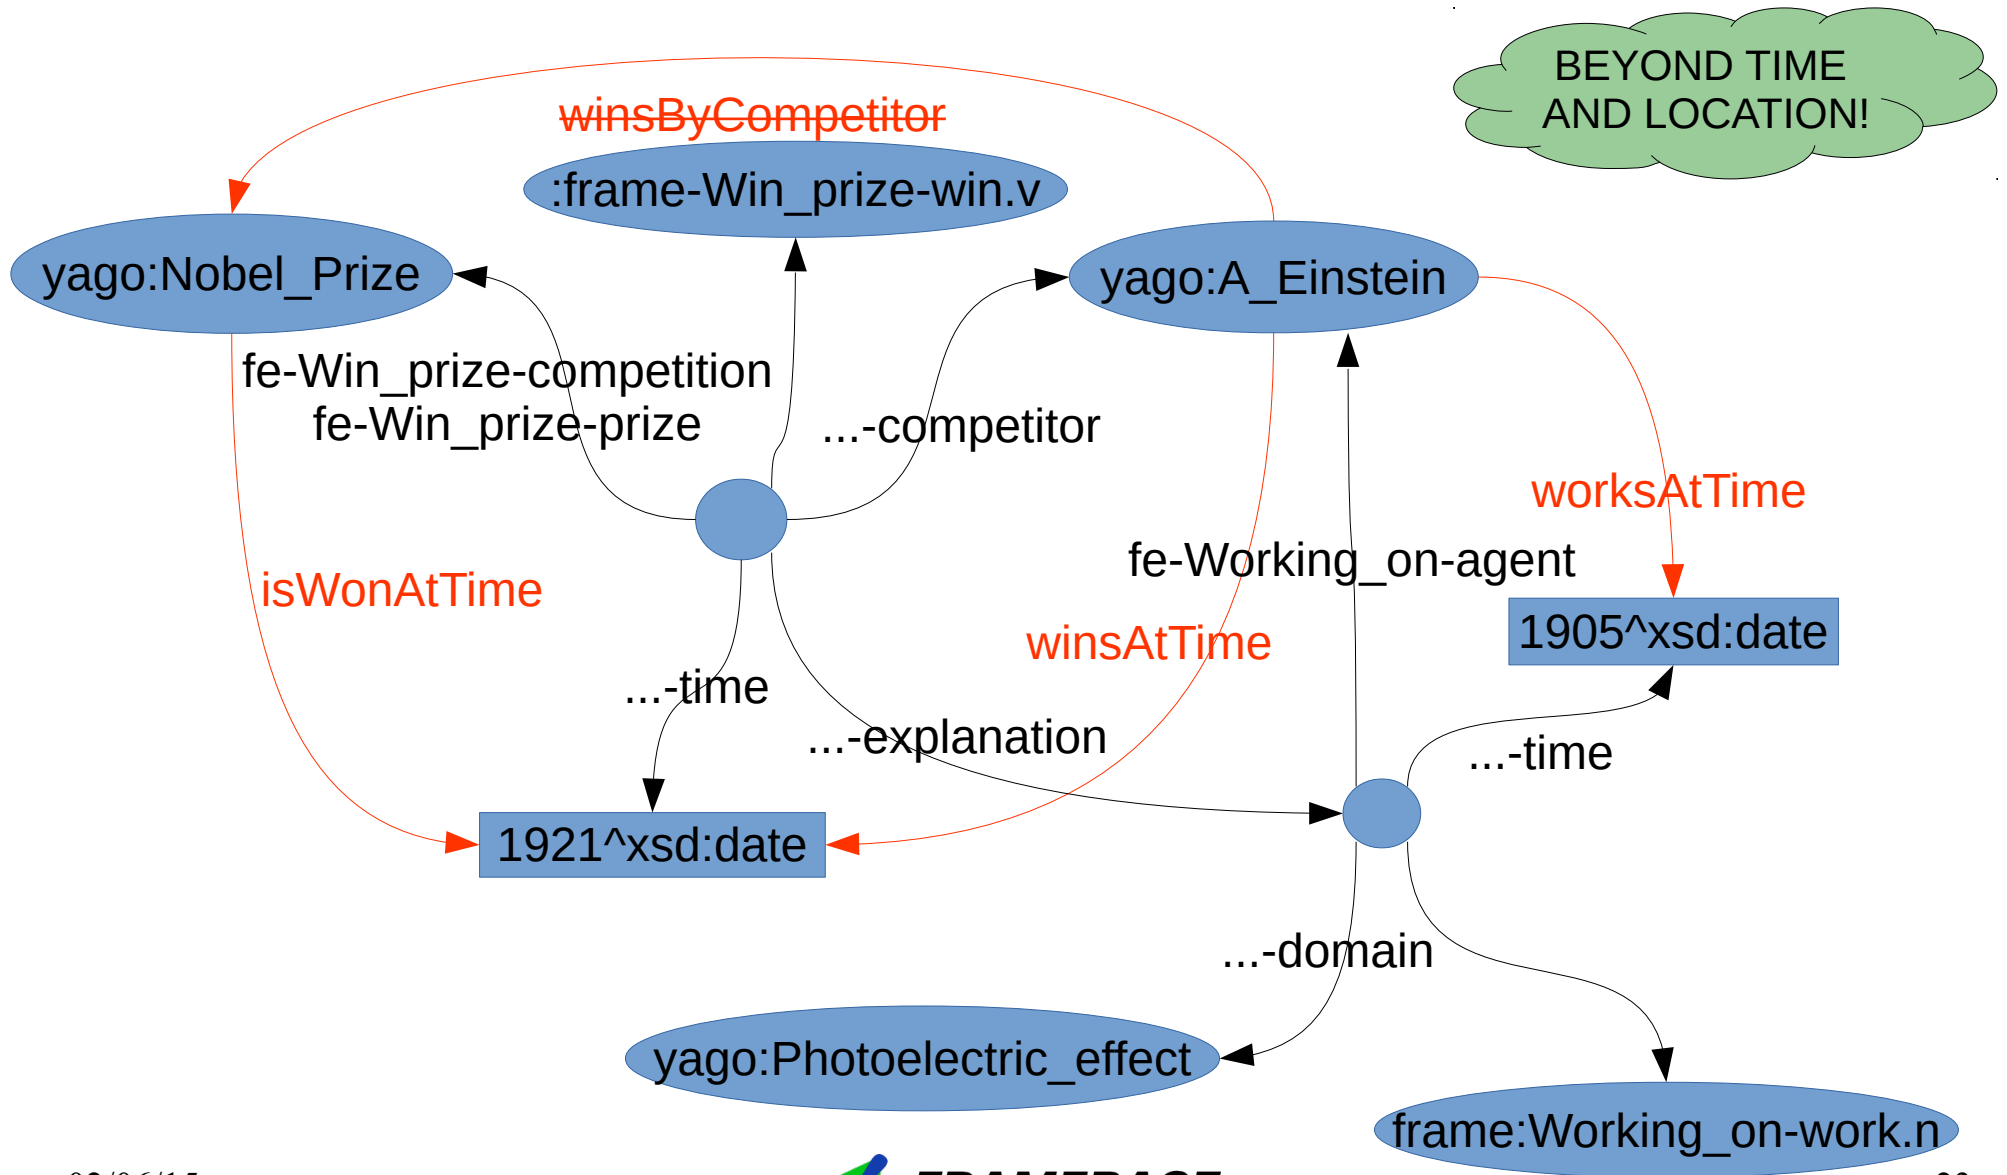 BEYOND TIME
AND LOCATION!
winsByCompetitor
:frame-Win_prize-win.v
yago:Nobel_Prize
yago:A_Einstein
fe-Win_prize-competition
fe-Win_prize-prize
...-competitor
worksAtTime
fe-Working_on-agent
isWonAtTime
1905^xsd:date
winsAtTime
...-time
...-explanation
...-time
1921^xsd:date
...-domain
yago:Photoelectric_effect
frame:Working_on-work.n
FRAMEBASE